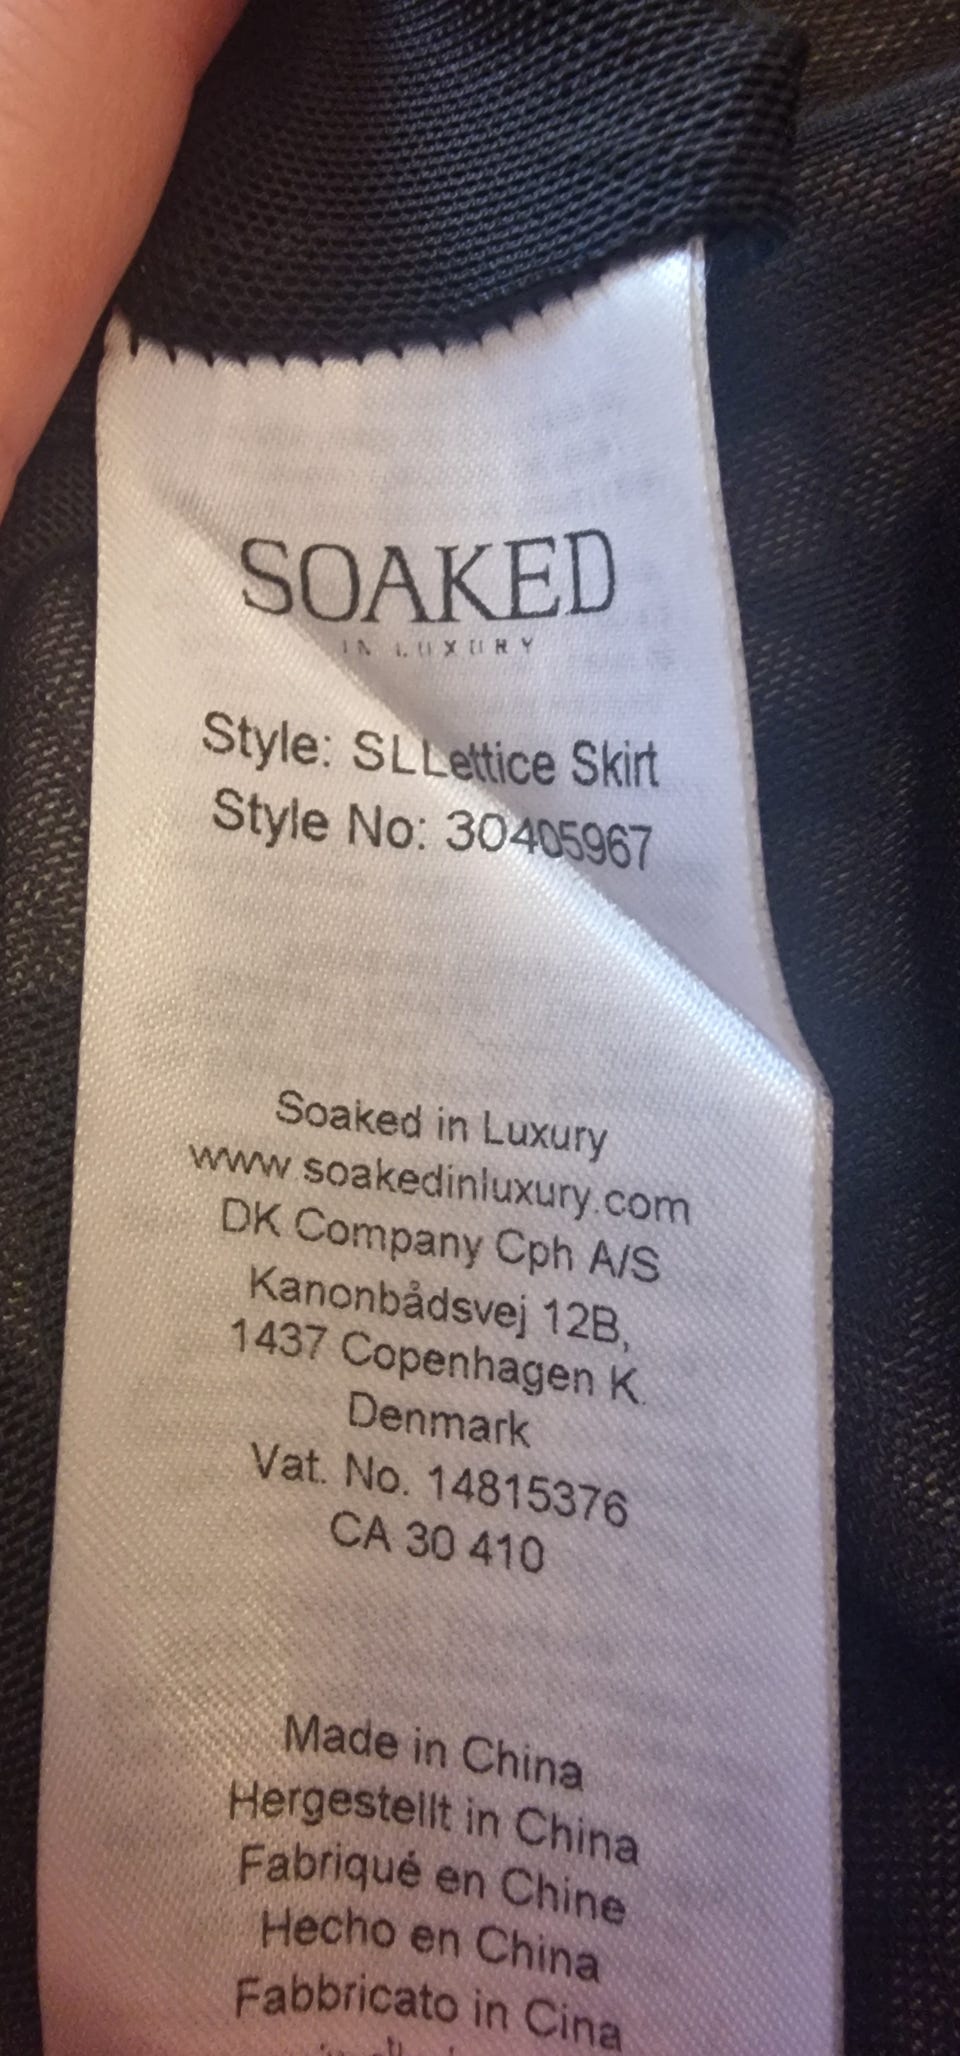 SOAKED
IN LUXURY
Style: SLLettice Skirt
Style No: 30405967
Soaked in Luxury
www.soakedinluxury.com
DK Company Cph A/S
Kanonbådsvej 12B,
1437 Copenhagen K.
Denmark
Vat. No. 14815376
CA 30 410
Made in China
Hergestellt in China
Fabriqué en Chine
Hecho en China
Fabbricato in Cina